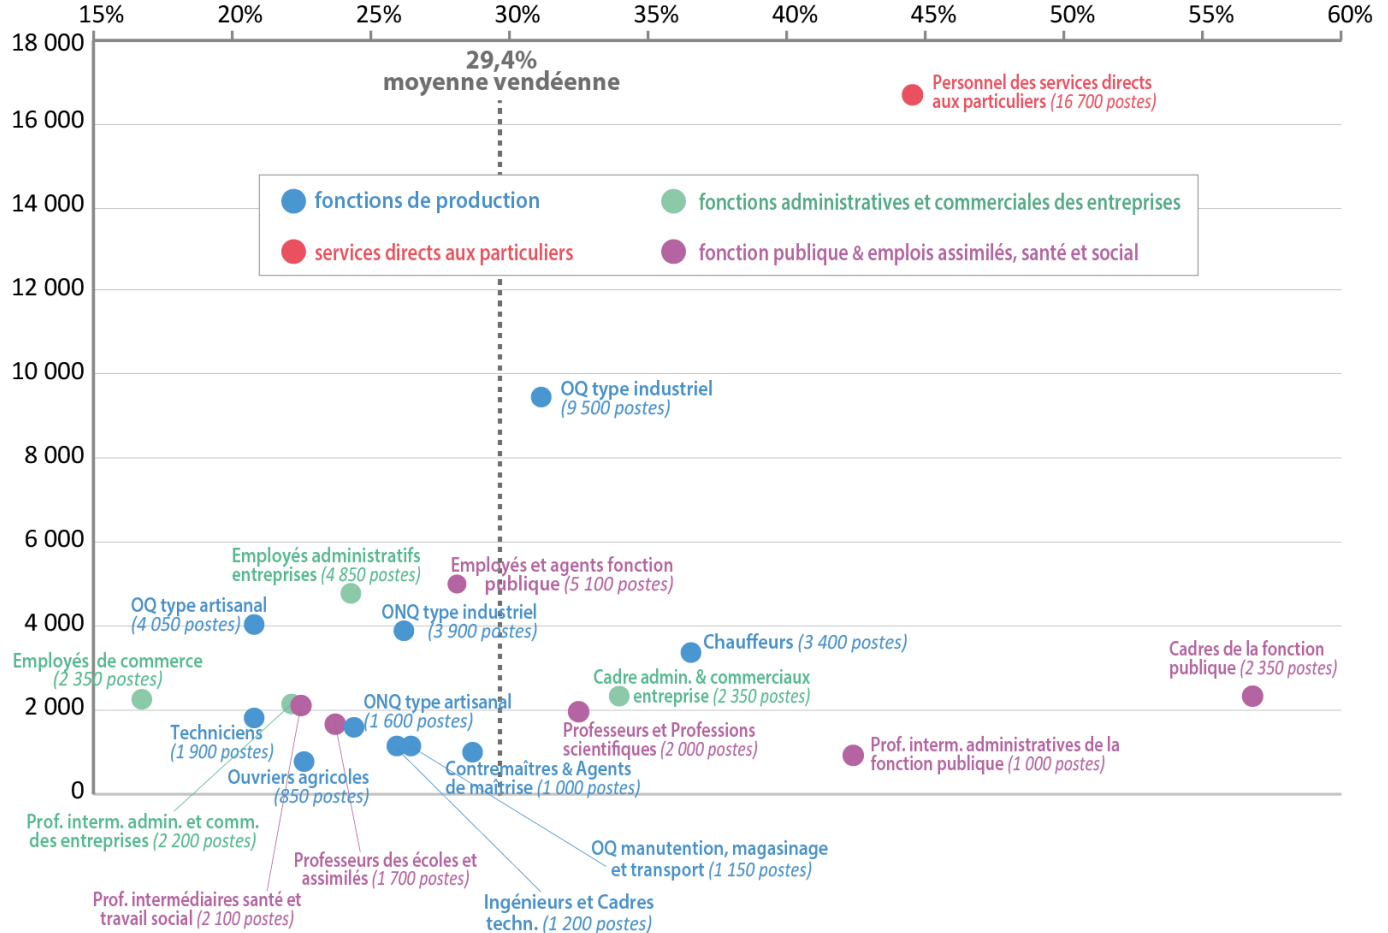 15%
20%
25%
30%
35%
40%
45%
50%
55%
60%
18 000
29,4%
moyenne vendéenne
Personnel des services directs
aux particuliers (16 700 postes)
16 000
fonctions de production
fonctions administratives et commerciales des entreprises
14 000
services directs aux particuliers
fonction publique & emplois assimilés, santé et social
12 000
10 000
OQ type industriel
(9 500 postes)
8 000
6 000
Employés administratifs
entreprises (4 850 postes)
Employés et agents fonction
publique (5 100 postes)
OQ type artisanal
(4 050 postes)
ONQ type industriel
(3 900 postes)
4 000
Chauffeurs (3 400 postes)
Cadres de la fonction
publique (2 350 postes)
Employés de commerce
(2 350 postes)
Cadre admin. & commerciaux
entreprise (2 350 postes)
2 000
ONQ type artisanal
(1 600 postes)
Techniciens
(1 900 postes)
Professeurs et Professions
scientifiques (2 000 postes)
Prof. interm. administratives de la
fonction publique (1 000 postes)
Ouvriers agricoles
(850 postes)
Contremaîtres & Agents
de maîtrise (1 000 postes)
0
Prof. interm. admin. et comm.
des entreprises (2 200 postes)
Professeurs des écoles et
assimilés (1 700 postes)
OQ manutention, magasinage
et transport (1 150 postes)
Prof. intermédiaires santé et
travail social (2 100 postes)
Ingénieurs et Cadres
techn. (1 200 postes)